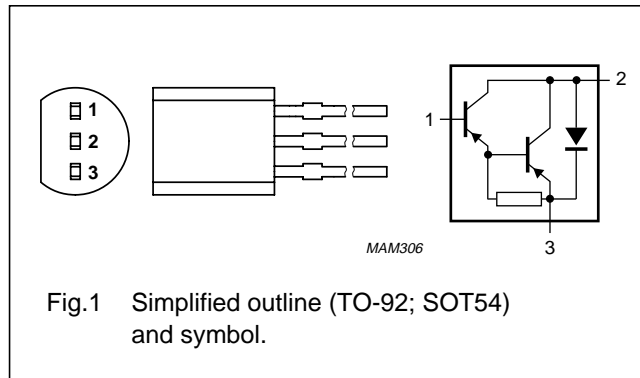 1
2
3
1
2
3
MAM306
Fig.1 Simplified outline (TO-92; SOT54)
and symbol.